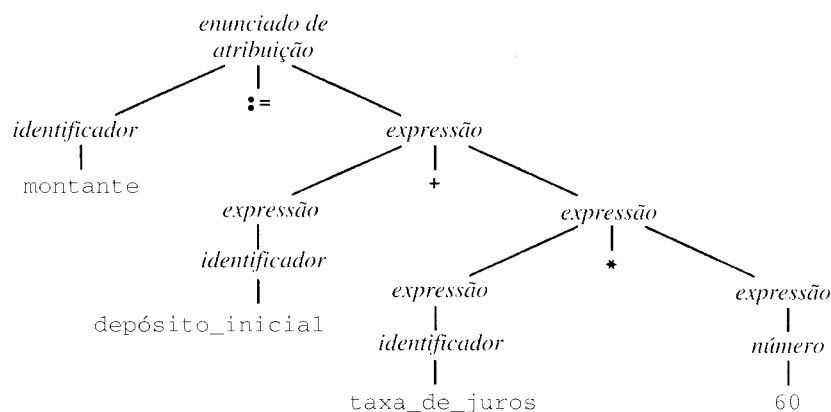 enunciado de
atribuição
:=
identificador
expressão
montante
+
expressão
expressão
*
identificador
expressão
expressão
depósito_inicial
identificador
número
taxa_de_juros
60